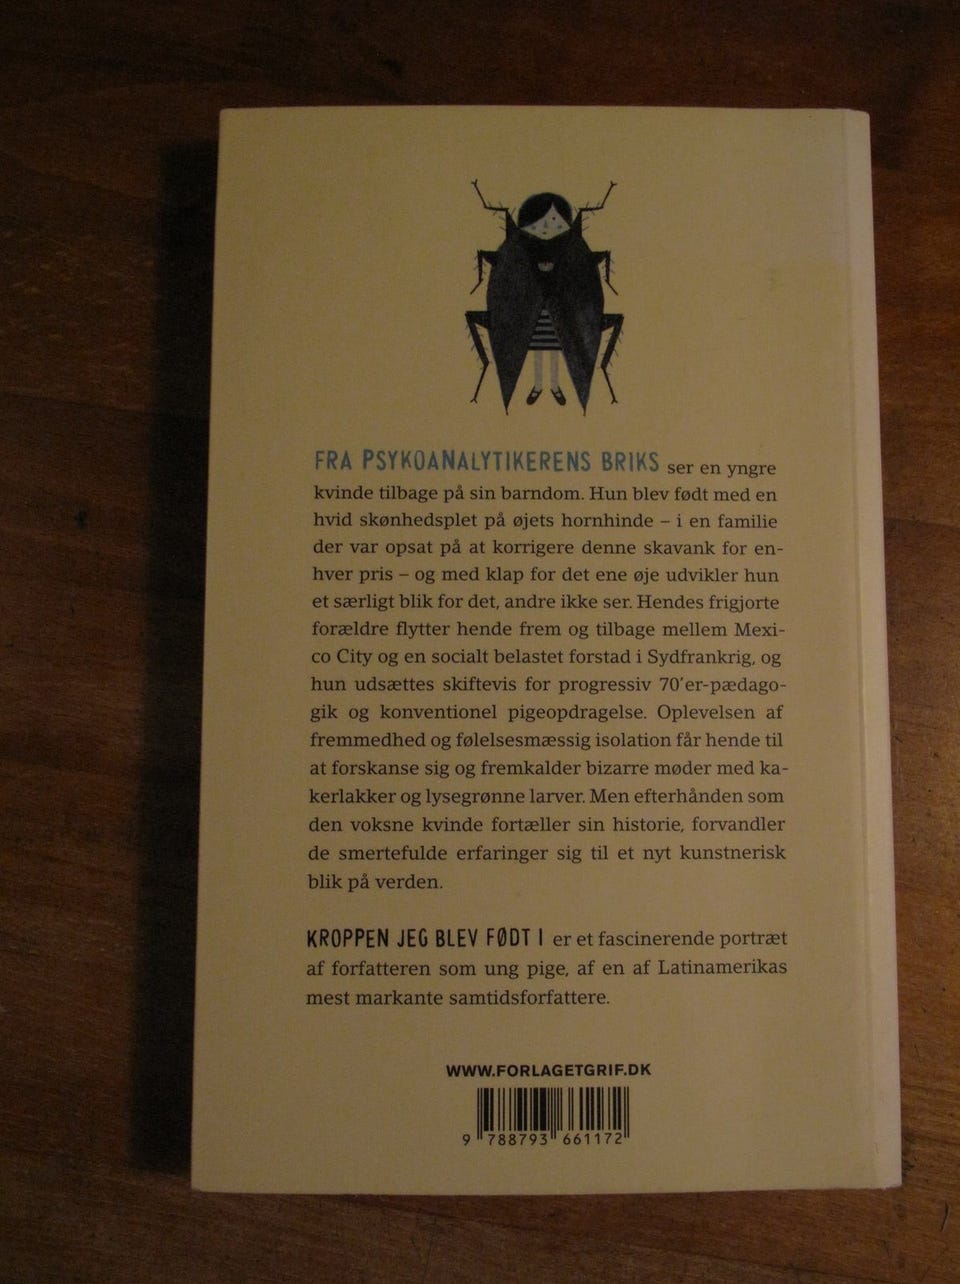 FRA PSYKOANALYTIKERENS BRIKS ser en yngre
kvinde tilbage på sin barndom. Hun blev født med en
hvid skønhedsplet på øjets hornhinde – i en familie
der var opsat på at korrigere denne skavank for en-
hver pris – og med klap for det ene øje udvikler hun
et særligt blik for det, andre ikke ser. Hendes frigjorte
forældre flytter hende frem og tilbage mellem Mexi-
co City og en socialt belastet forstad i Sydfrankrig, og
hun udsættes skiftevis for progressiv 70'er-pædago-
gik og konventionel pigeopdragelse. Oplevelsen af
fremmedhed og følelsesmæssig isolation får hende til
at forskanse sig og fremkalder bizarre møder med ka-
kerlakker og lysegrønne larver. Men efterhånden som
den voksne kvinde fortæller sin historie, forvandler
de smertefulde erfaringer sig til et nyt kunstnerisk
blik på verden.
KROPPEN JEG BLEV FØDT I er et fascinerende portræt
af forfatteren som ung pige, af en af Latinamerikas
mest markante samtidsforfattere.
WWW.FORLAGETGRIF.DK
9 788793 661172